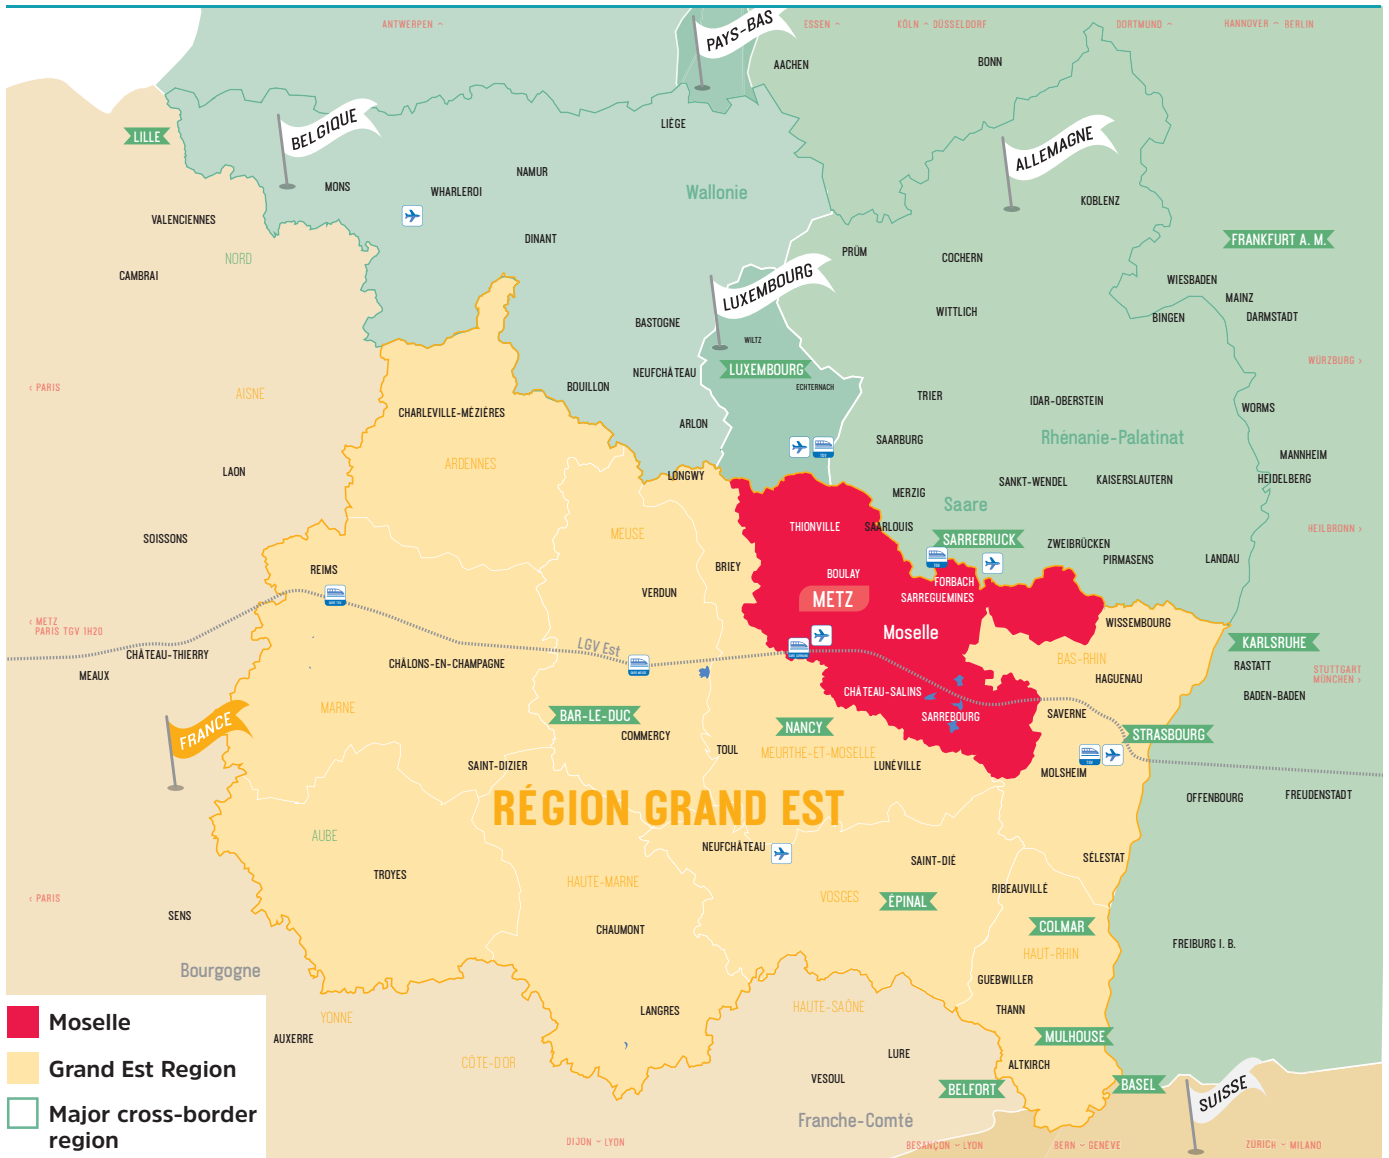 ANTWERPEN ~
PAYS-BAS
ESSEN ~
KÖLN ~ DÜSSELDORF
DORTMUND ~
HANNOVER ~ BERLIN
AACHEN
BONN
BELGIQUE
LILLE
LIÈGE
ALLEMAGNE
MONS
WHARLEROI
NAMUR
Wallonie
KOBLENZ
VALENCIENNES
NORD
DINANT
PRÜM
COCHERN
FRANKFURT A. M.
CAMBRAI
LUXEMBOURG
WIESBADEN
MAINZ
BASTOGNE
WITTLICH
BINGEN
DARMSTADT
WILTZ
‹ PARIS
AISNE
BOUILLON
NEUFCHÂTEAU
LUXEMBOURG
ECHTERNACH
WÜRZBURG ›
TRIER
IDAR-OBERSTEIN
WORMS
CHARLEVILLE-MÉZIÈRES
ARLON
SAARBURG
Rhénanie-Palatinat
LAON
ARDENNES
LONGWY
MANNHEIM
HEIDELBERG
MERZIG
SANKT-WENDEL
KAISERSLAUTERN
Saare
SOISSONS
MEUSE
THIONVILLE
SAARLOUIS
SARREBRUCK
HEILBRONN ›
ZWEIBRÜCKEN
PIRMASENS
LANDAU
REIMS
BRIEY
BOULAY
FORBACH
VERDUN
METZ
SARREGUEMINES
‹ METZ
PARIS TGV 1H20
Moselle
WISSEMBOURG
CHÂTEAU-THIERRY
LGV Est
KARLSRUHE
MEAUX
CHÂLONS-EN-CHAMPAGNE
BAS-RHIN
RASTATT
STUTTGART
MÜNCHEN ›
HAGUENAU
BADEN-BADEN
MARNE
FRANCE
BAR-LE-DUC
CHÂTEAU-SALINS
SARREBOURG
SAVERNE
NANCY
STRASBOURG
COMMERCY
TOUL
MEURTHE-ET-MOSELLE
SAINT-DIZIER
LUNÉVILLE
MOLSHEIM
RÉGION GRAND EST
OFFENBOURG
FREUDENSTADT
AUBE
NEUFCHÂTEAU
SAINT-DIÉ
SÉLESTAT
TROYES
HAUTE-MARNE
VOSGES
ÉPINAL
RIBEAUVILLÉ
‹ PARIS
SENS
CHAUMONT
COLMAR
FREIBURG I. B.
HAUT-RHIN
Bourgogne
GUEBWILLER
YONNE
LANGRES
HAUTE-SAÔNE
THANN
AUXERRE
MULHOUSE
CÔTE-D'OR
LURE
ALTKIRCH
VESOUL
BELFORT
BASEL
SUISSE
Franche-Comté
DIJON ~ LYON
BESANÇON ~ LYON
BERN ~ GENÈVE
ZÜRICH ~ MILANO
Moselle
Grand Est Region
Major cross-border
region